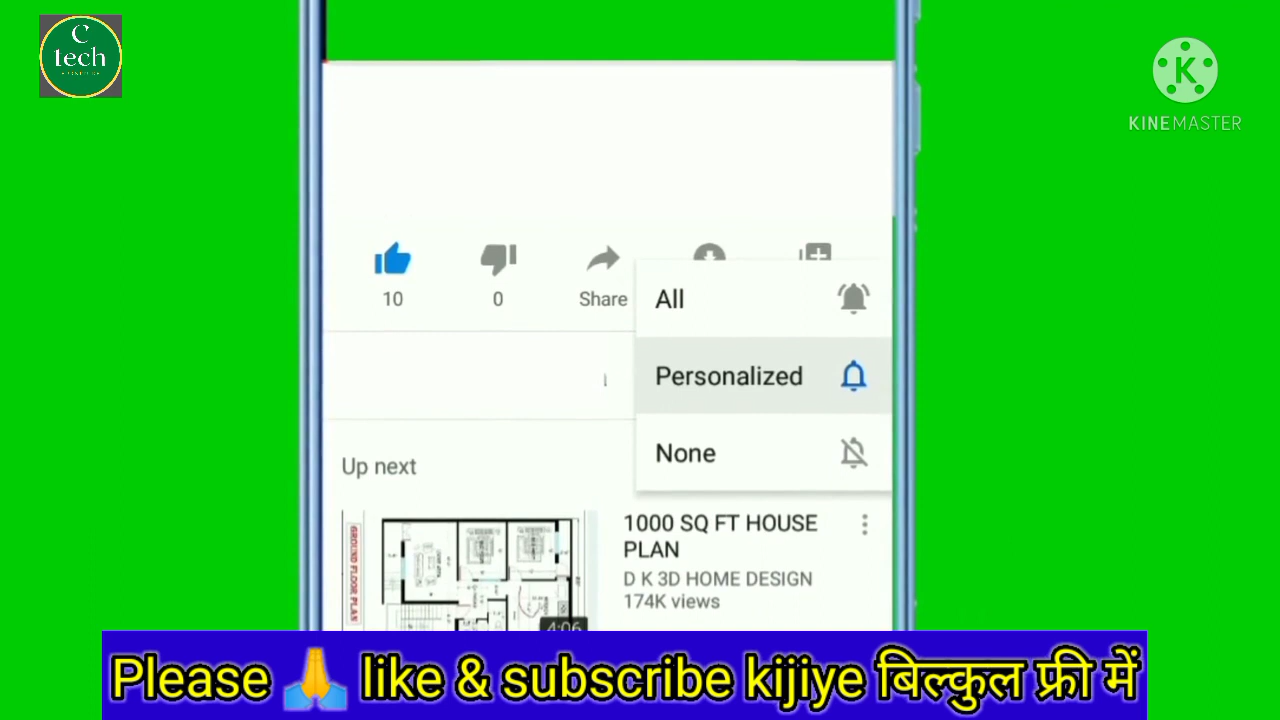 C
tech
KINEMASTER
10
0
Share
All
Personalized
None
Up next
GROUND FLOOR PLAN
4:06
1000 SQ FT HOUSE
PLAN
D K 3D HOME DESIGN
174K views
Please 🙏 like & subscribe kijiye बिल्कुल फ्री में